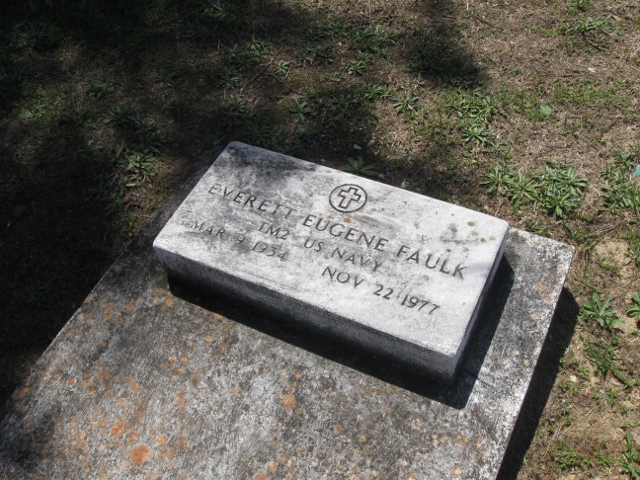 EVERETT EUGENE FAULK
TM2 US NAVY
MAR 9 1934 NOV 22 1977